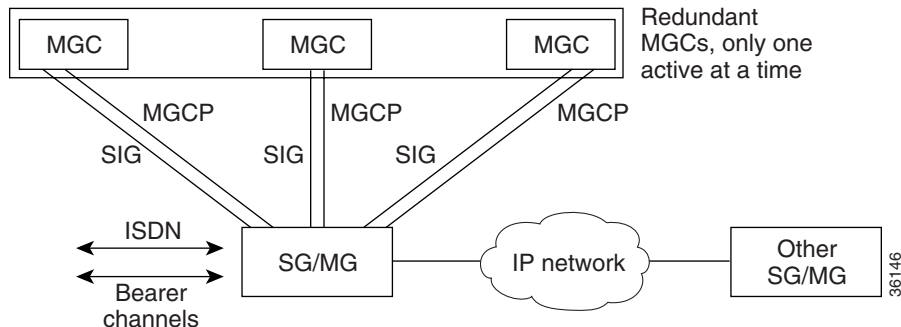 MGC
MGC
MGC
Redundant
MGCs, only one
active at a time
MGCP
MGCP
MGCP
SIG
SIG
SIG
ISDN
Bearer
channels
SG/MG
IP network
Other
SG/MG
36146